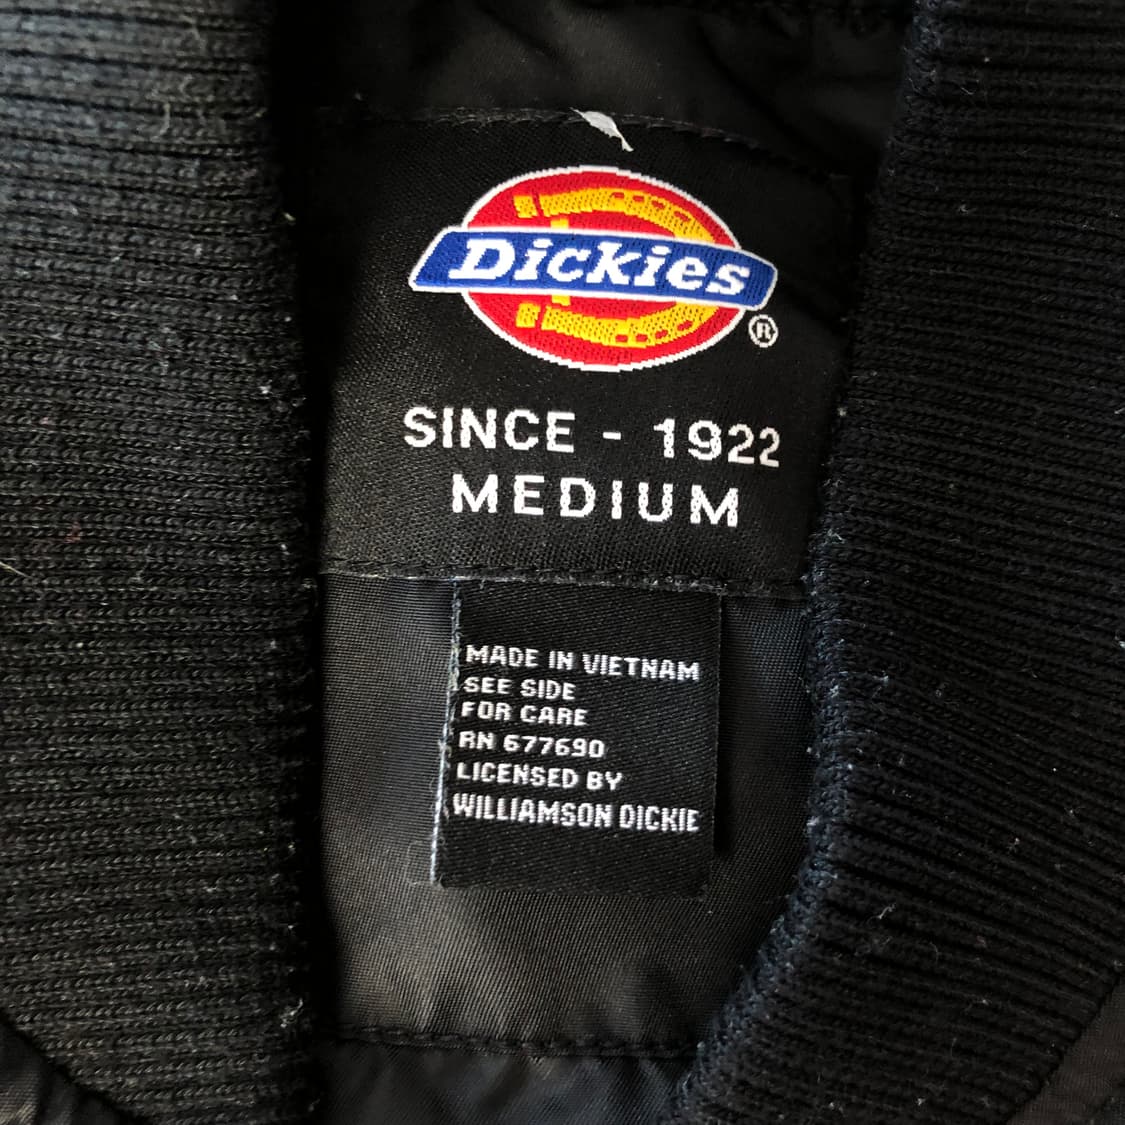 Dickies
®
SINCE - 1922
MEDIUM
MADE IN VIETNAM
SEE SIDE
FOR CARE
RN 677690
LICENSED BY
WILLIAMSON DICKIE